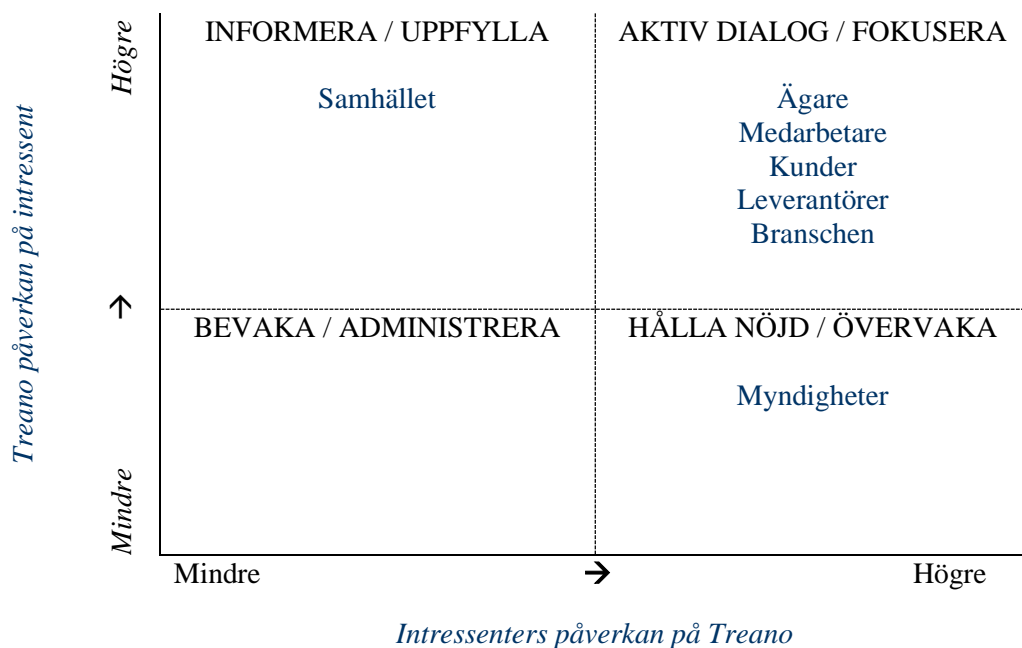 Treano påverkan på intressent
Högre
→
Mindre
INFORMERA / UPPFYLLA
Samhället
AKTIV DIALOG / FOKUSERA
Ägare
Medarbetare
Kunder
Leverantörer
Branschen
BEVAKA / ADMINISTRERA
HÅLLA NÖJD / ÖVERVAKA
Myndigheter
Mindre → Högre
Intressenters påverkan på Treano